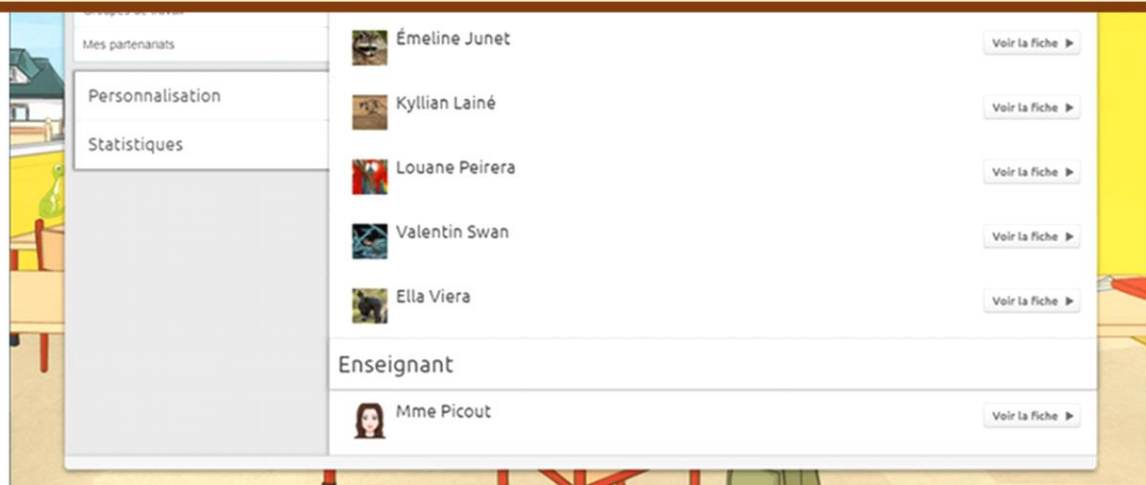 Mes partenariats
Personnalisation
Statistiques
Émeline Junet
Voir la fiche
Kyllian Lainé
Voir la fiche
Louane Peirera
Voir la fiche
Valentin Swan
Voir la fiche
Ella Viera
Voir la fiche
Enseignant
Mme Picout
Voir la fiche